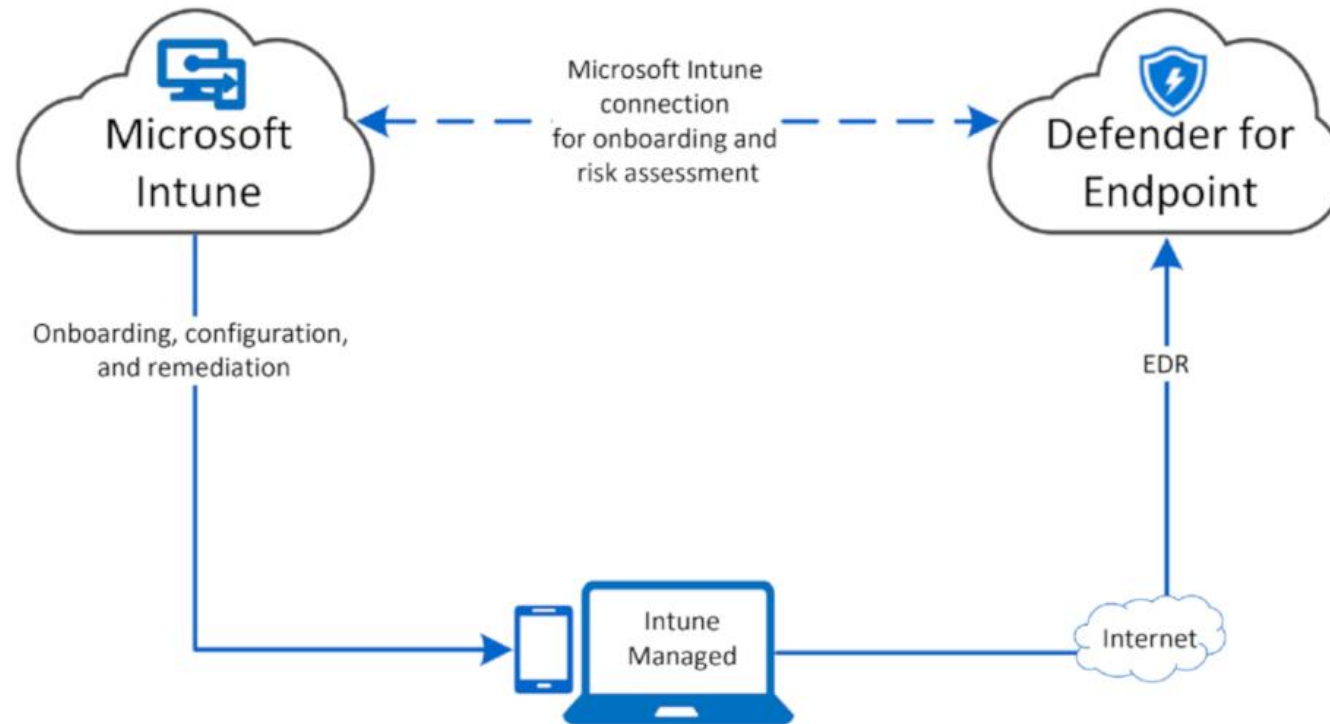 Microsoft
Intune
Microsoft Intune
connection
for onboarding and
risk assessment
Defender for
Endpoint
Onboarding, configuration,
and remediation
EDR
Intune
Managed
Internet